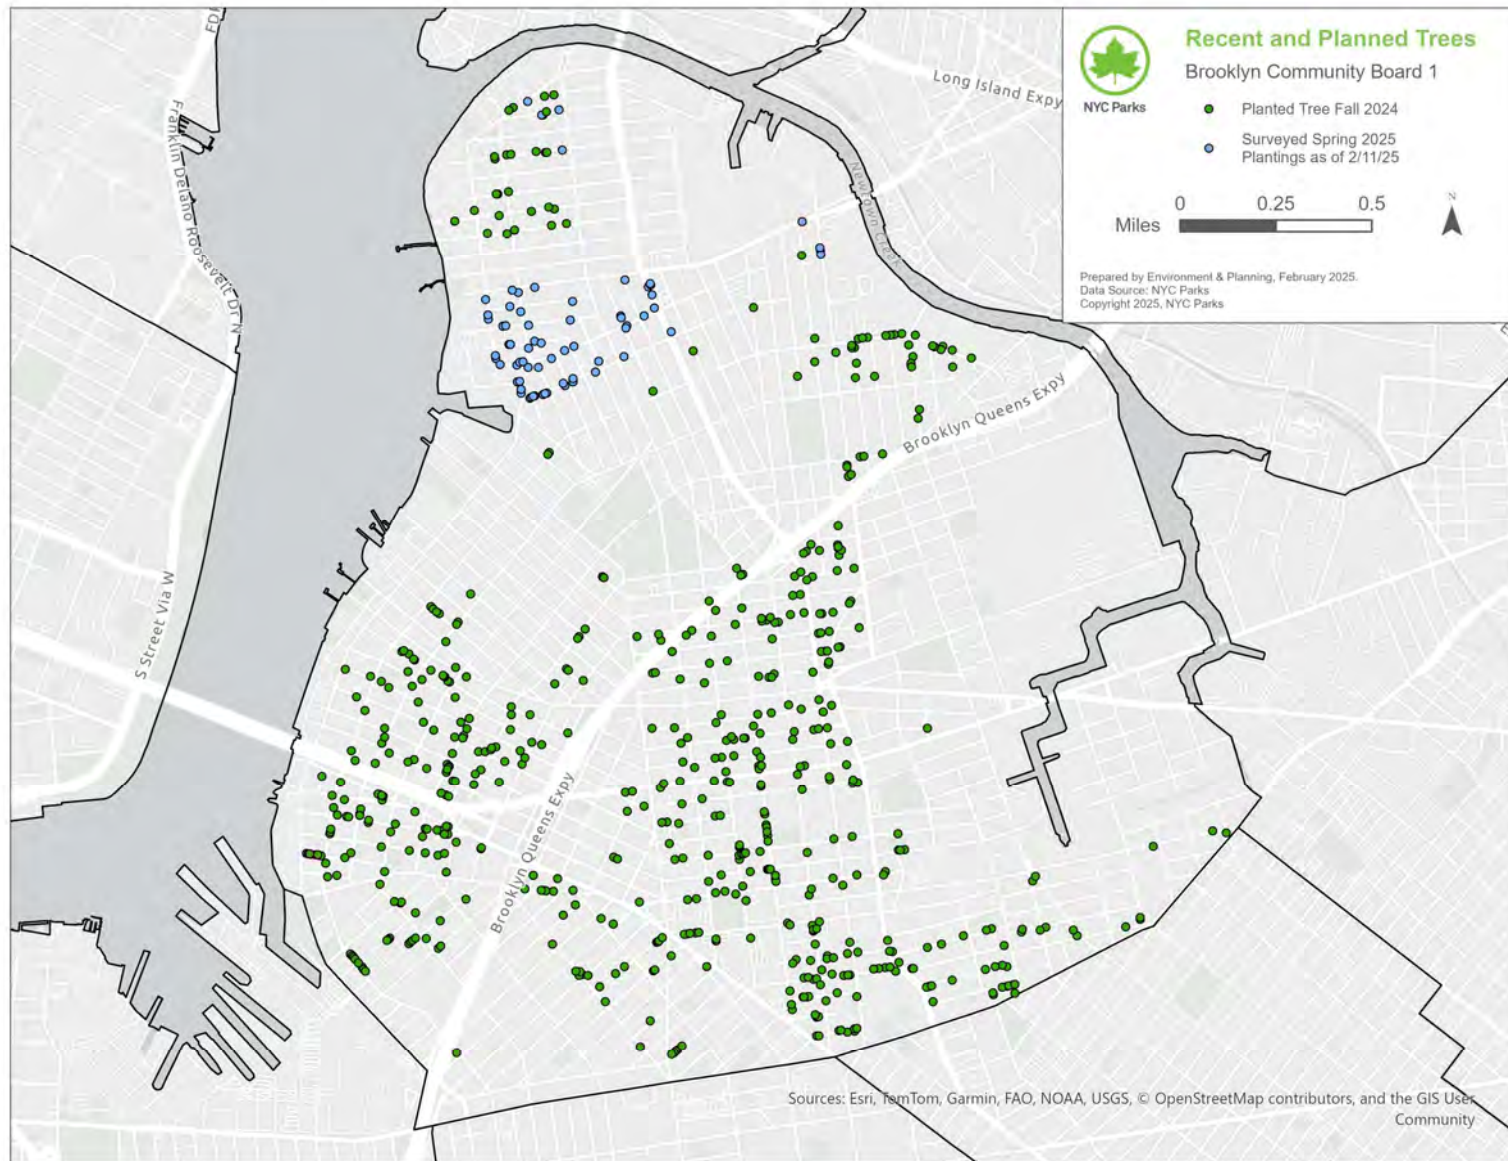 Recent and Planned Trees
Brooklyn Community Board 1
NYC Parks
Planted Tree Fall 2024
Surveyed Spring 2025
Plantings as of 2/11/25
0 0.25 0.5
Miles
N
Prepared by Environment & Planning, February 2025.
Data Source: NYC Parks
Copyright 2025, NYC Parks
Long Island Expy
Franklin Delano Roosevelt Dr N
Newtown Creek
Brooklyn Queens Expy
S Street Via W
Brooklyn Queens Expy
Sources: Esri, TomTom, Garmin, FAO, NOAA, USGS, © OpenStreetMap contributors, and the GIS User
Community